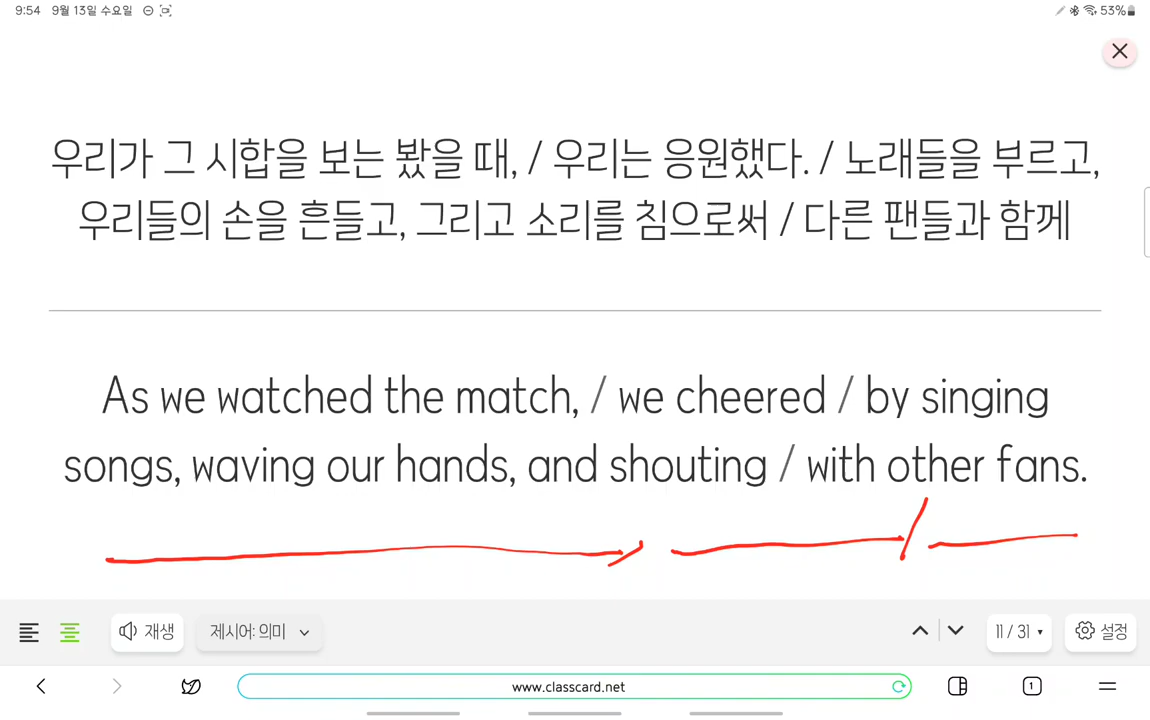 9:54 9월 13일 수요일 53%
우리가 그 시합을 보는 봤을 때, / 우리는 응원했다. / 노래들을 부르고,
우리들의 손을 흔들고, 그리고 소리를 침으로써 / 다른 팬들과 함께
As we watched the match, / we cheered / by singing
songs, waving our hands, and shouting / with other fans.
재생 제시어: 의미 11 / 31 설정
www.classcard.net 1